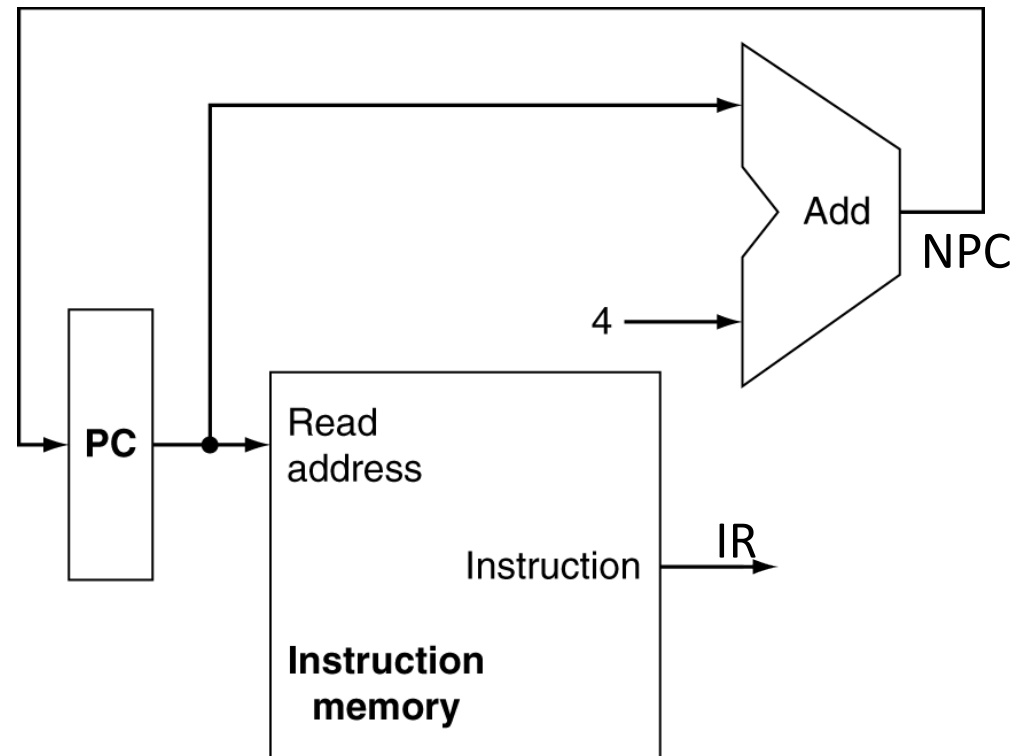 Add
NPC
4
PC
Read
address
IR
Instruction
Instruction
memory